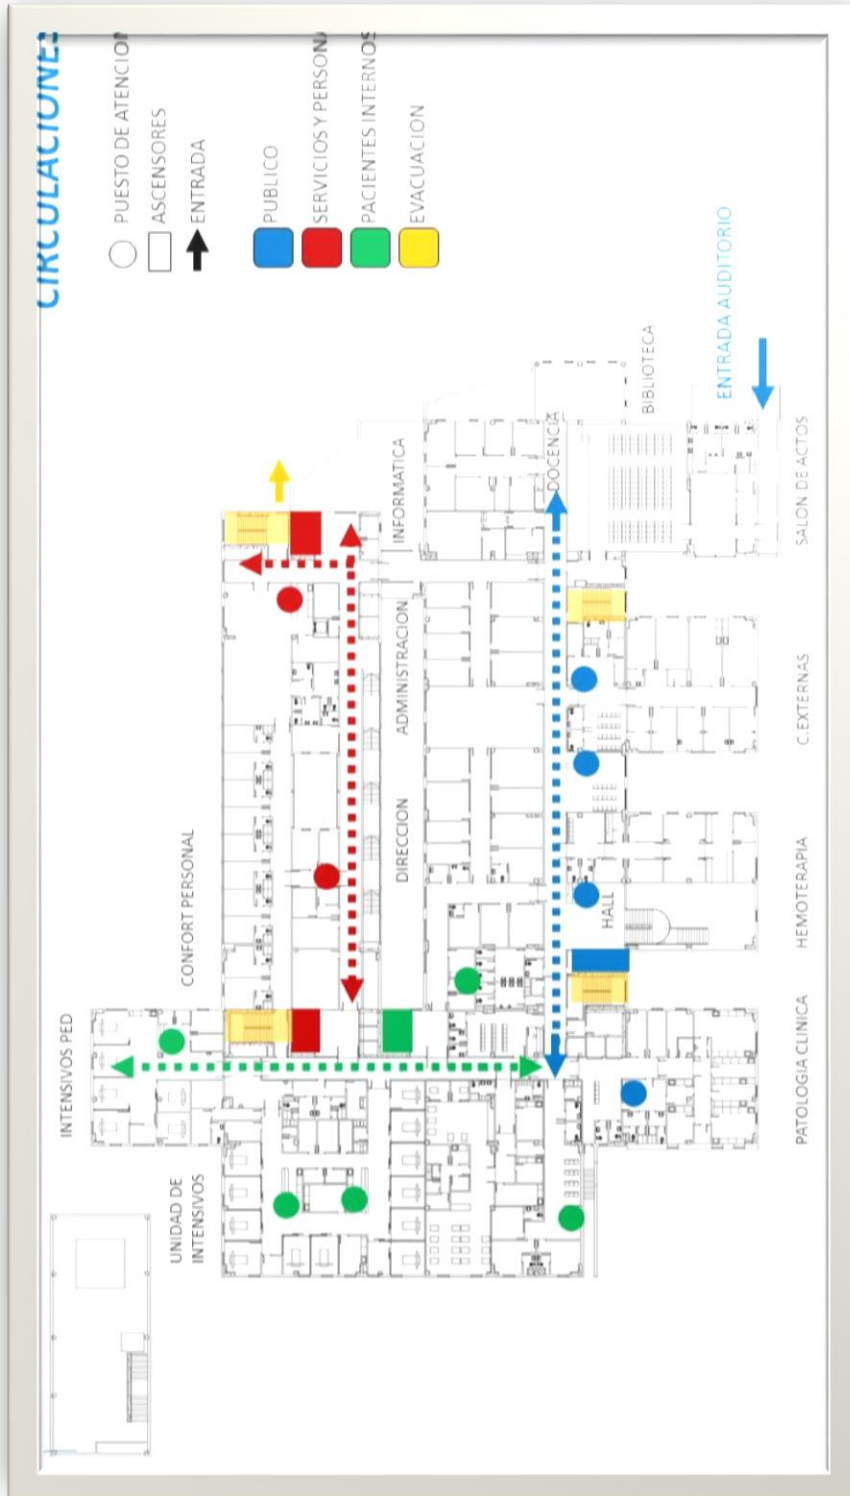 CIRCULACIONES
PUESTO DE ATENCION
ASCENSORES
ENTRADA
PUBLICO
SERVICIOS Y PERSONA
PACIENTES INTERNOS
EVACUACION
INTENSIVOS PED
CONFORT PERSONAL
UNIDAD DE
INTENSIVOS
DIRECCION
ADMINISTRACION
INFORMATICA
DOCENCIA
BIBLIOTECA
ENTRADA AUDITORIO
HALL
PATOLOGIA CLINICA
HEMOTERAPIA
C.EXTERNAS
SALON DE ACTOS